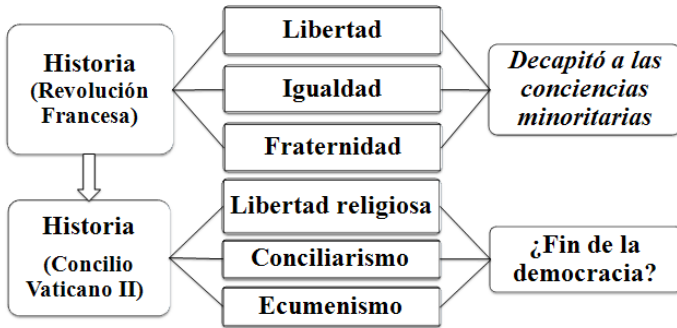 Historia
(Revolución
Francesa)
Libertad
Igualdad
Fraternidad
Decapitó a las
conciencias
minoritarias
Historia
(Concilio
Vaticano II)
Libertad religiosa
Conciliarismo
Ecumenismo
¿Fin de la
democracia?